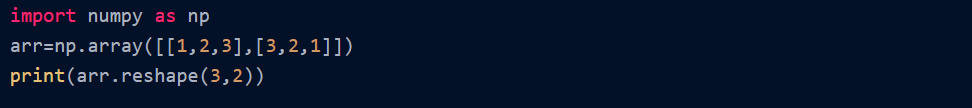 import numpy as np
arr=np.array([[1,2,3],[3,2,1]])
print(arr.reshape(3,2))